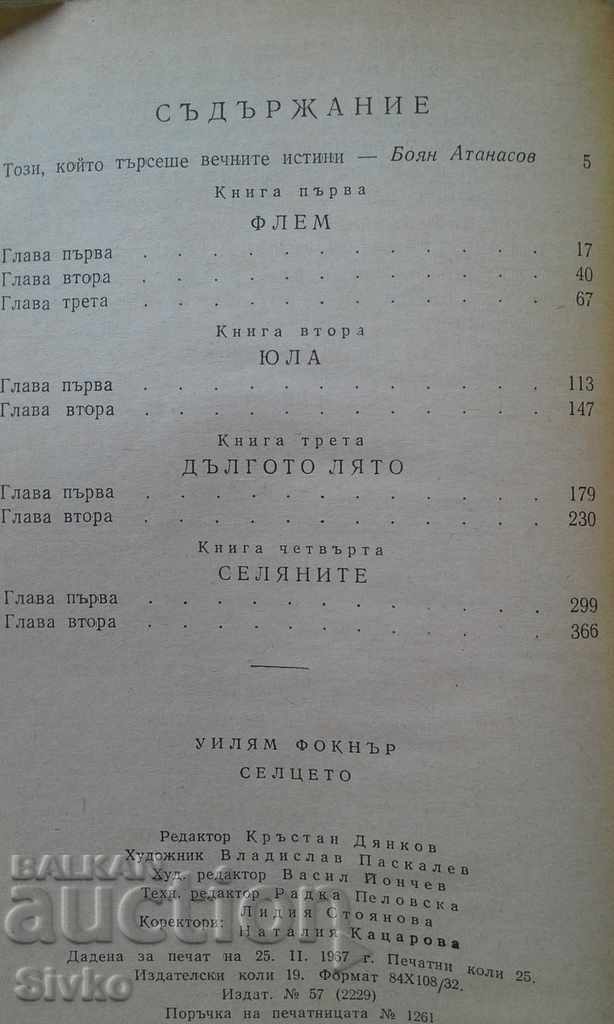 СЪДЪРЖАНИЕ
Този, който търсеше вечните истини — Боян Атанасов 5
Книга първа
ФЛЕМ
Глава първа . . . . . . . . . . . . 17
Глава втора . . . . . . . . . . . . 40
Глава трета . . . . . . . . . . . . 67
Книга втора
ЮЛА
Глава първа . . . . . . . . . . . . 113
Глава втора . . . . . . . . . . . . 147
Книга трета
ДЪЛГОТО ЛЯТО
Глава първа . . . . . . . . . . . . 179
Глава втора . . . . . . . . . . . . 230
Книга четвърта
СЕЛЯНИТЕ
Глава първа . . . . . . . . . . . . 299
Глава втора . . . . . . . . . . . . 366
УИЛЯМ ФОКНЪР
СЕЛЦЕТО
Редактор Кръстан Дянков
Художник Владислав Паскалев
Худ. редактор Васил Йончев
Техн. редактор Радка Пеловска
Коректори: Лидия Стоянова
Наталия Кацарова
Дадена за печат на 25. II. 1967 г. Печатни коли 25.
Издателски коли 19. Формат 84X108/32.
Издат. № 57 (2229)
Поръчка на печатницата № 1261
BALKAN
auction
Sivko